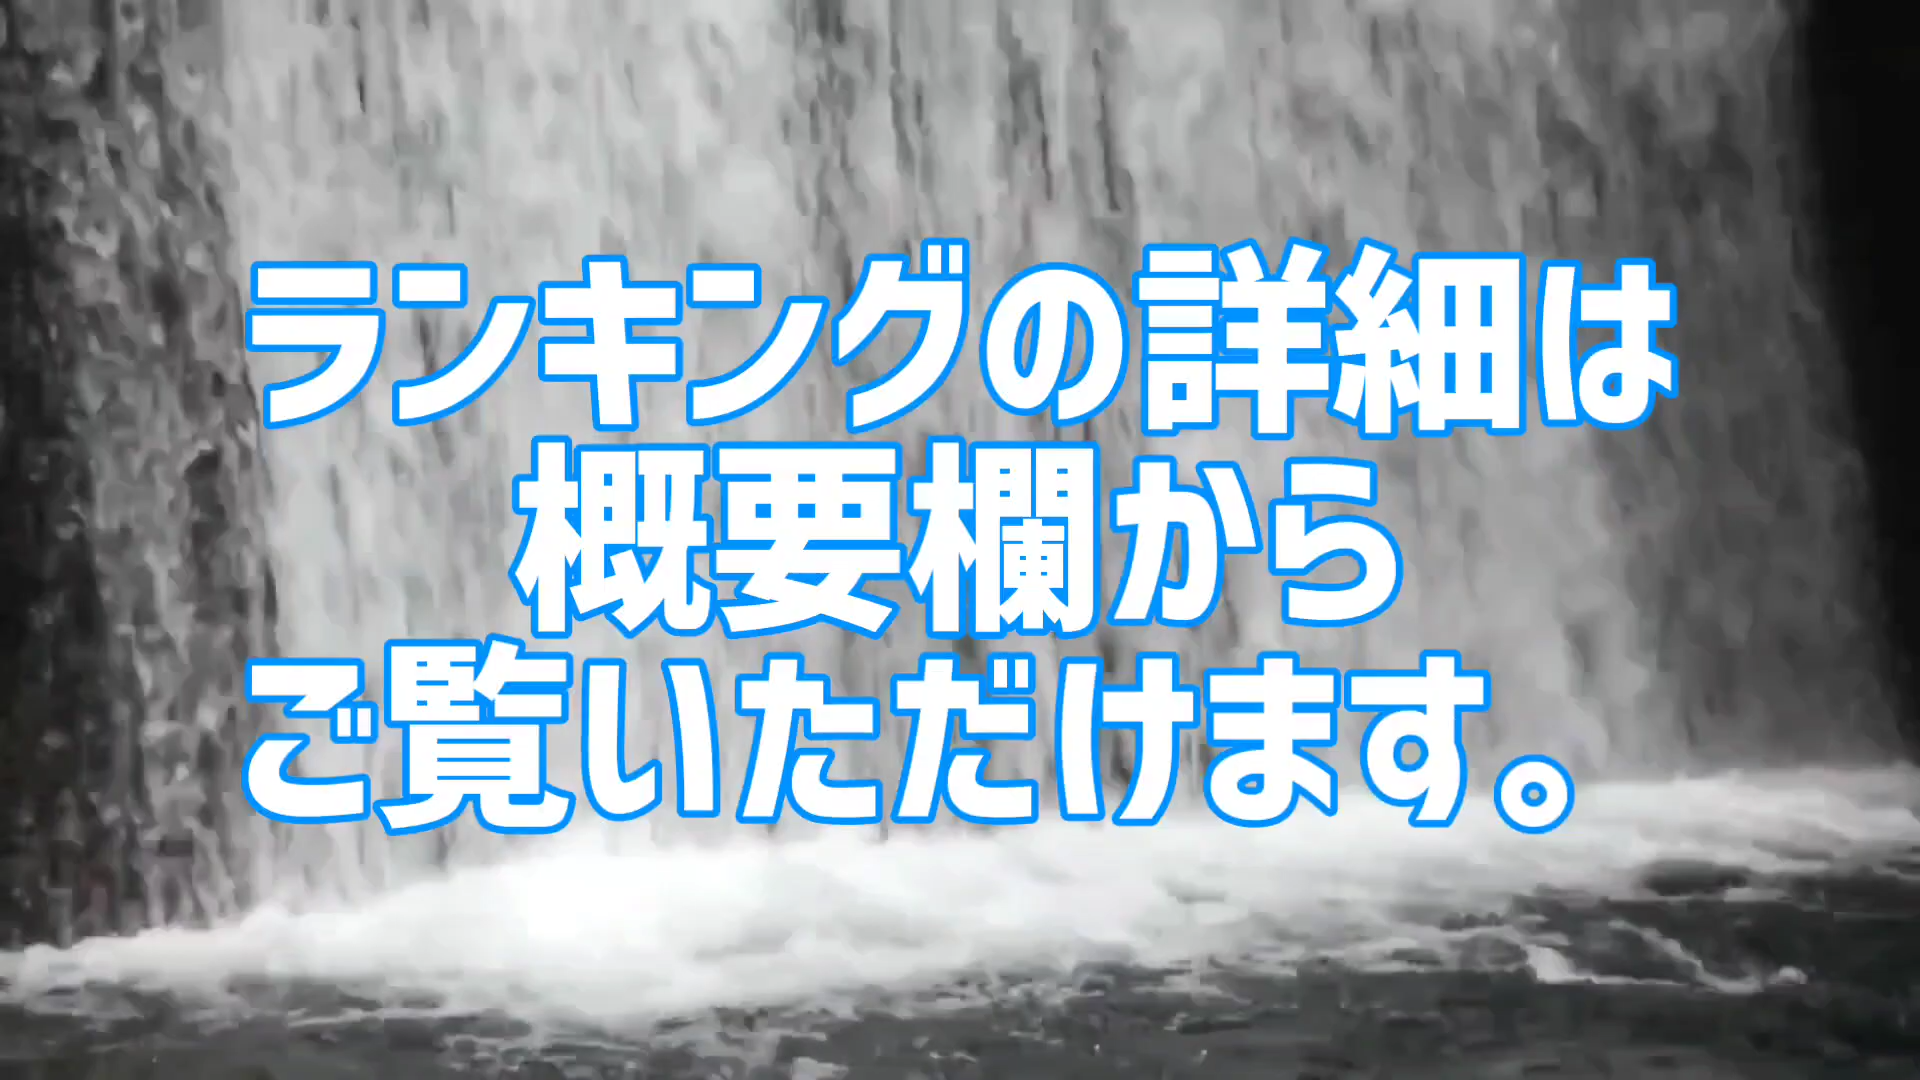 ランキングの詳細は
概要欄から
ご覧いただけます。